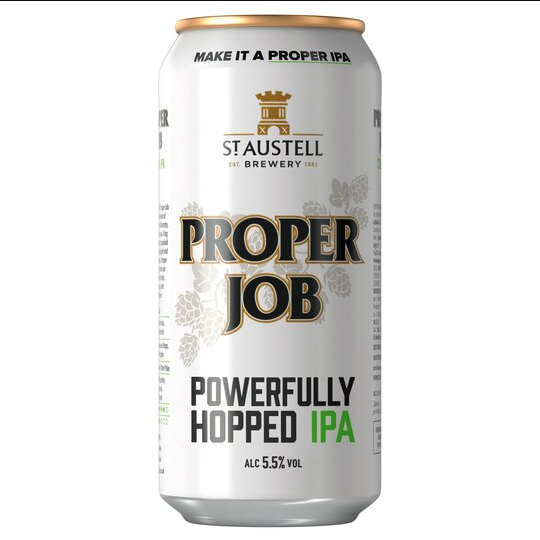 MAKE IT A PROPER IPA
ST AUSTELL
EST. BREWERY 1851
PROPER
JOB
POWERFULLY
HOPPED IPA
ALC 5.5% VOL